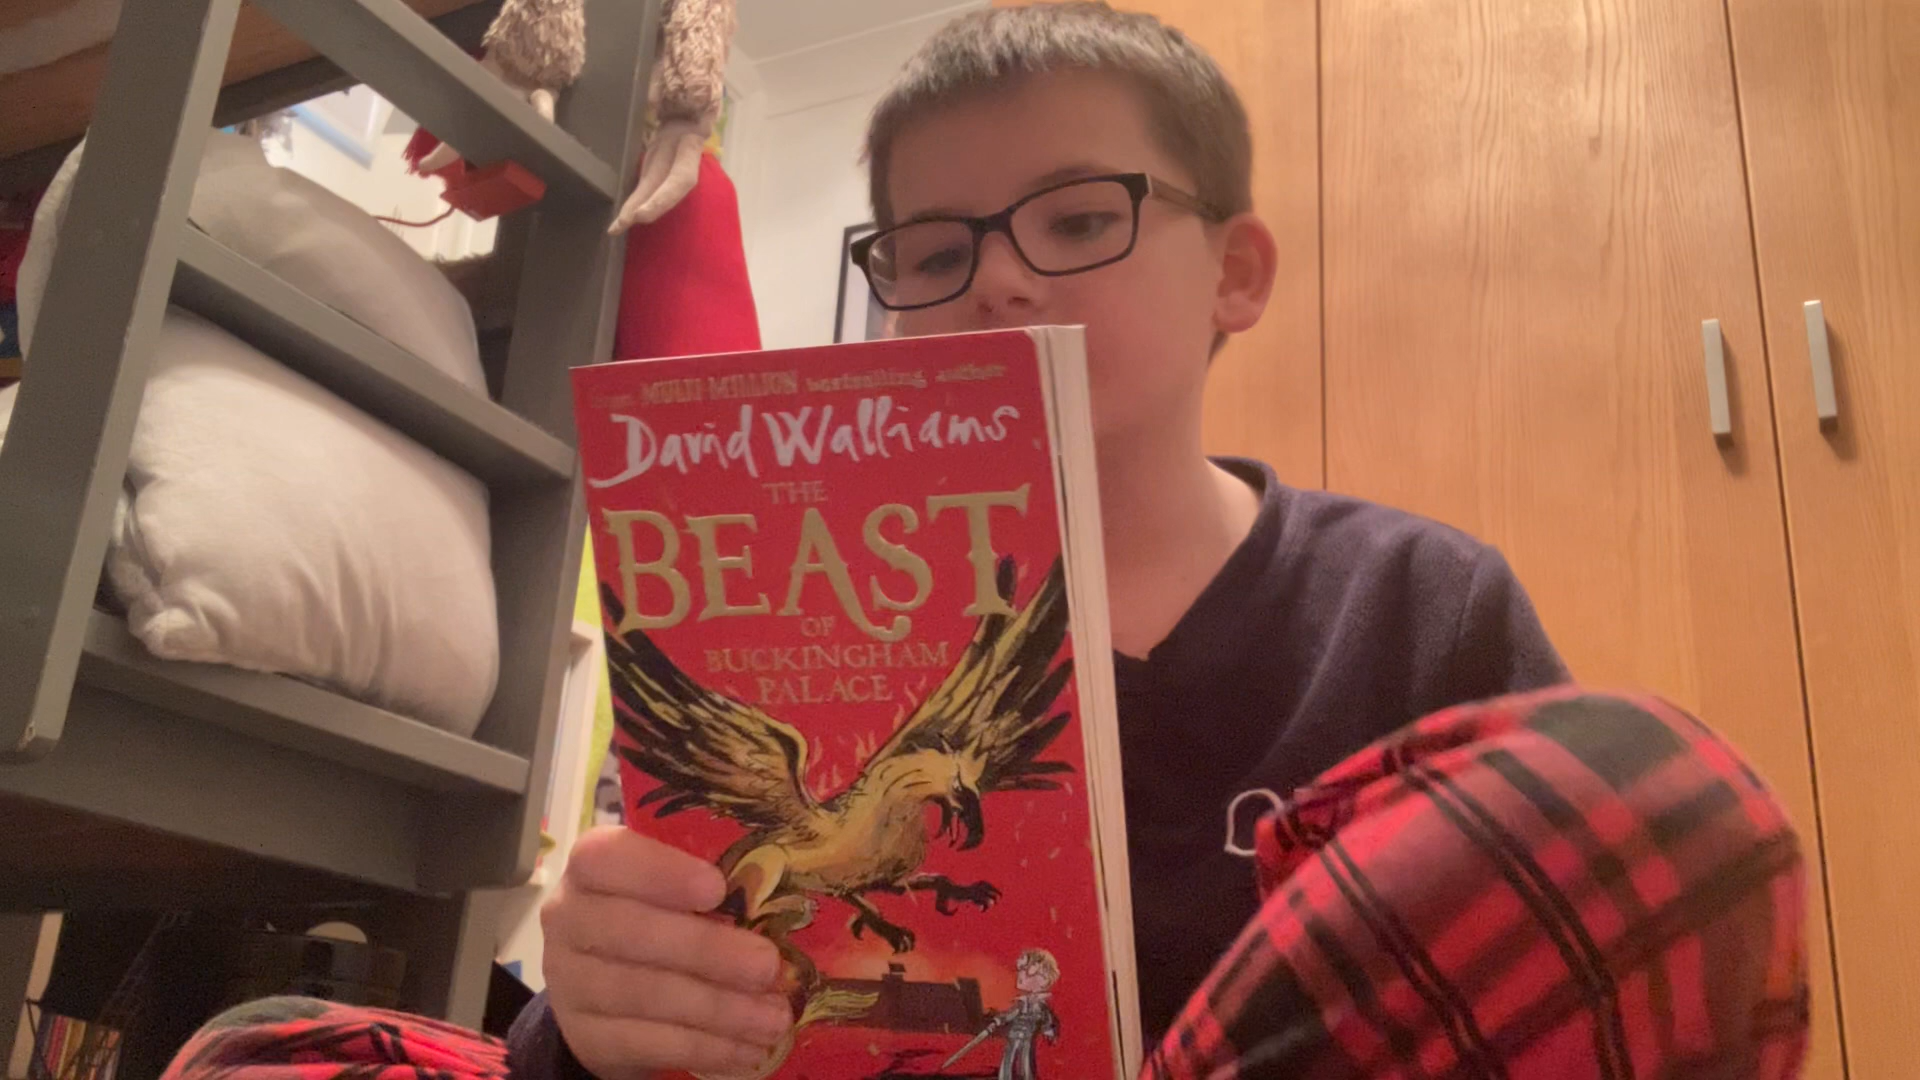 MULTI-MILLION bestselling author
David Walliams
THE
BEAST
OF
BUCKINGHAM
PALACE